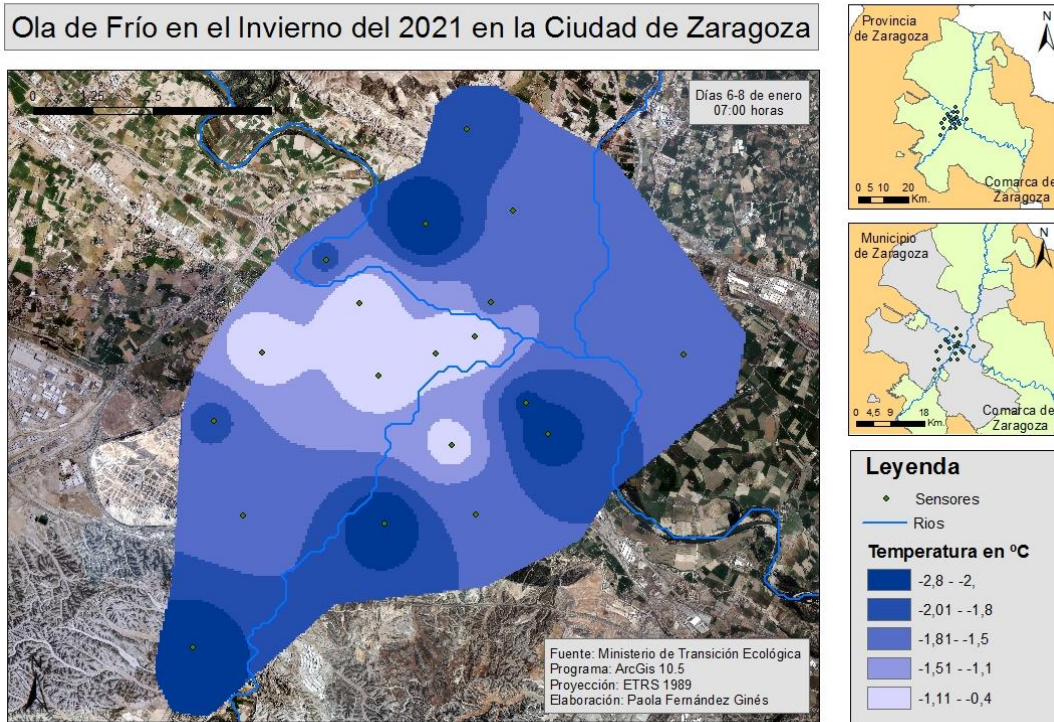 Ola de Frío en el Invierno del 2021 en la Ciudad de Zaragoza
0 1,25 2,5
Días 6-8 de enero
07:00 horas
Fuente: Ministerio de Transición Ecológica
Programa: ArcGis 10.5
Proyección: ETRS 1989
Elaboración: Paola Fernández Ginés
Provincia
de Zaragoza
N
Comarca de
Zaragoza
0 5 10 20
Km.
Municipio
de Zaragoza
N
Comarca de
Zaragoza
0 4,5 9 18
Km.
Leyenda
Sensores
Rios
Temperatura en ºC
-2,8 - -2,
-2,01 - -1,8
-1,81- -1,5
-1,51 - -1,1
-1,11 - -0,4